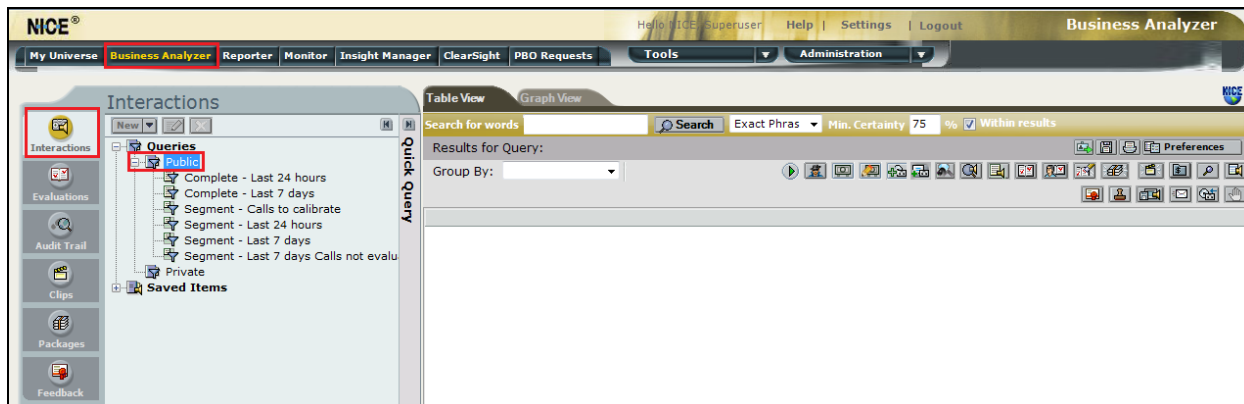 NICE®
Hello NICE, Superuser Help | Settings | Logout
Business Analyzer
My Universe Business Analyzer Reporter Monitor Insight Manager ClearSight PBO Requests Tools Administration
Interactions
Table View Graph View
NICE
New
Search for words Search Exact Phras Min. Certainty 75 % Within results
Interactions
Evaluations
Audit Trail
Clips
Packages
Feedback
Queries
Public
Complete - Last 24 hours
Complete - Last 7 days
Segment - Calls to calibrate
Segment - Last 24 hours
Segment - Last 7 days
Segment - Last 7 days Calls not evalu
Private
Saved Items
Quick Query
Results for Query:
Preferences
Group By: